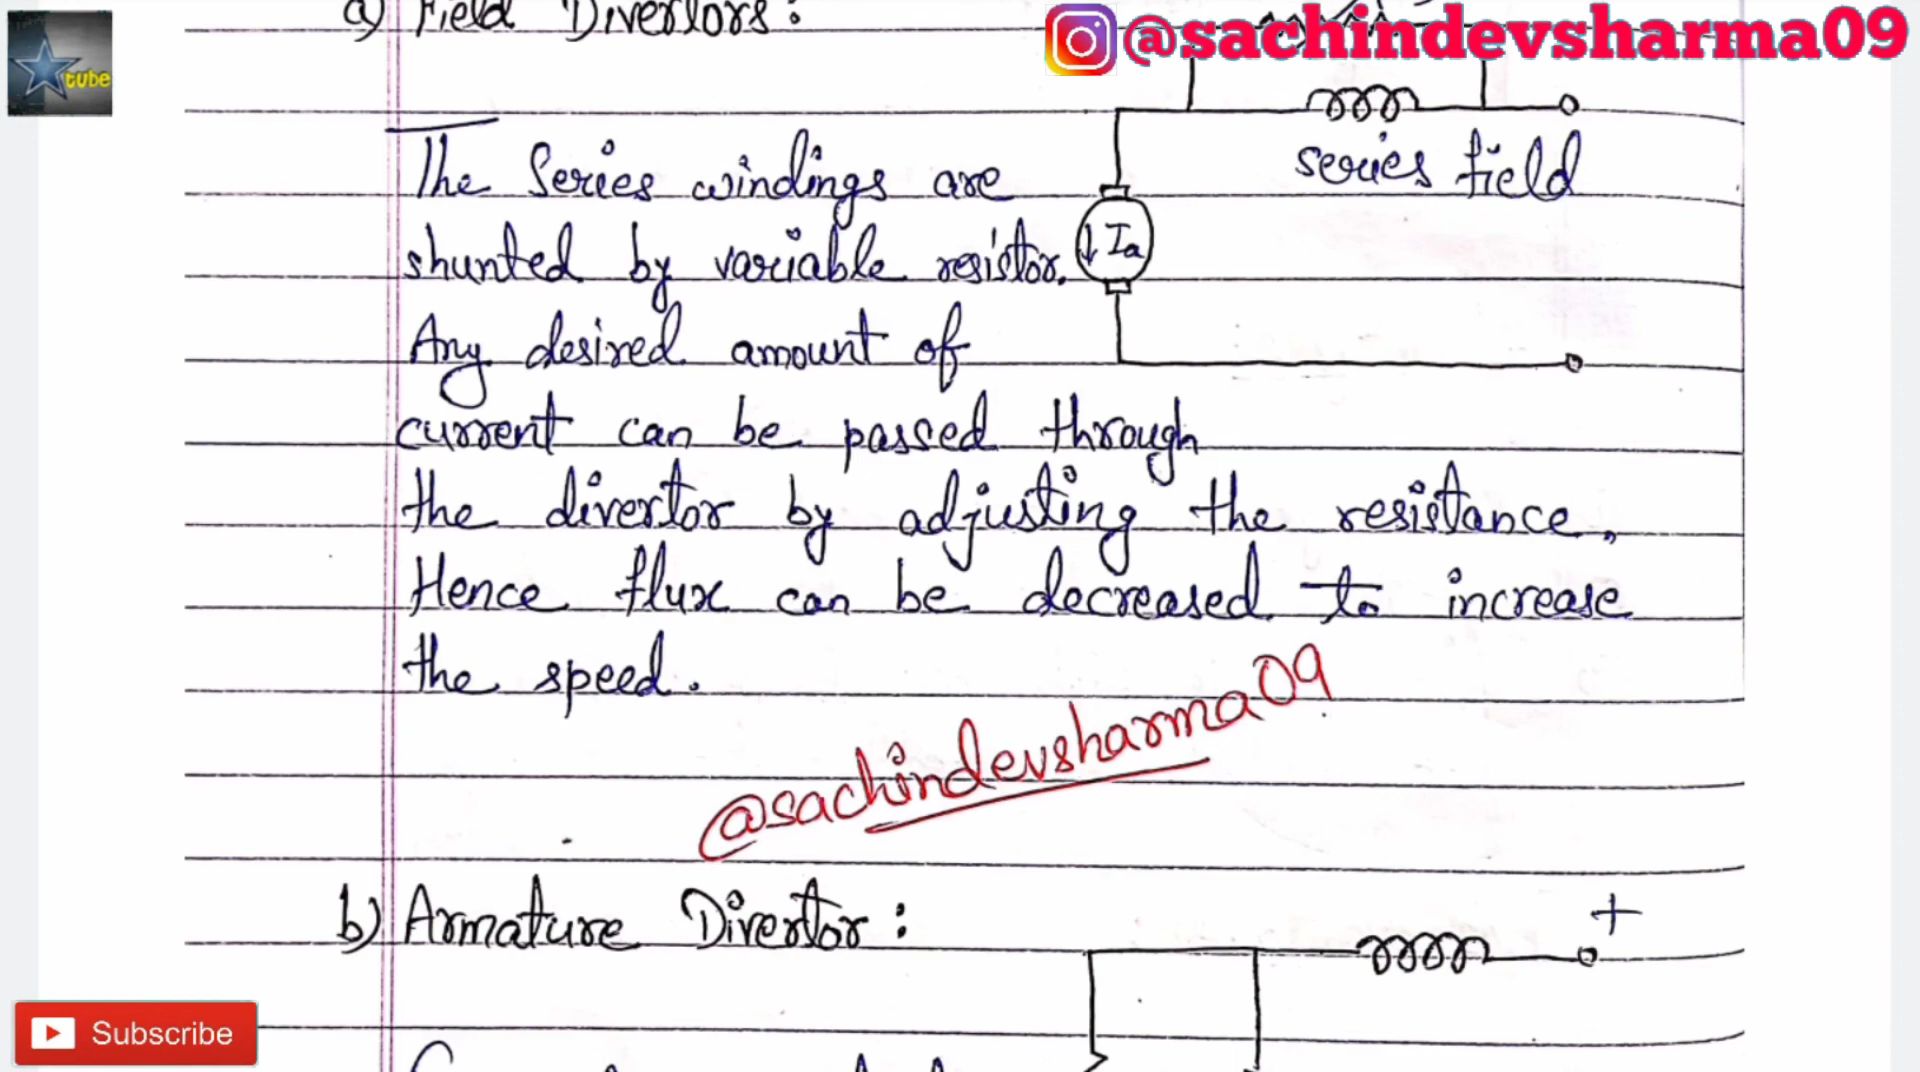 a) Field Divertors:
@sachindevsharma09
tube
The Series windings are
series field
shunted by variable resistor.
Ia
Any desired amount of
current can be passed through
the divertor by adjusting the resistance,
Hence flux can be decreased to increase
the speed.
@sachindevsharma09
b) Armature Divertor:
+
Subscribe